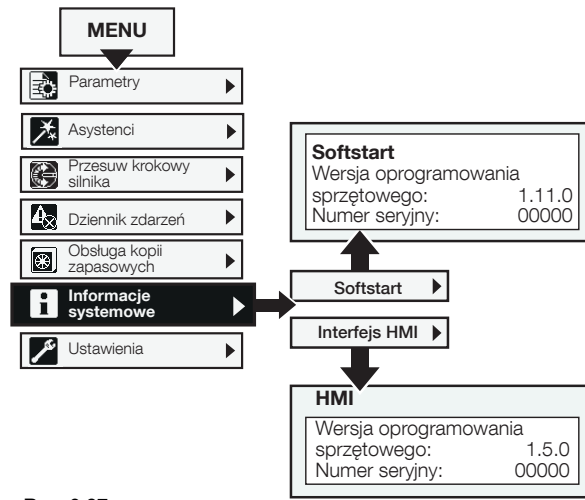 MENU
Parametry
Asystenci
Przesuw krokowy
silnika
Dziennik zdarzeń
Obsługa kopii
zapasowych
Informacje
systemowe
Ustawienia
Softstart
Wersja oprogramowania
sprzętowego: 1.11.0
Numer seryjny: 00000
Softstart
Interfejs HMI
HMI
Wersja oprogramowania
sprzętowego: 1.5.0
Numer seryjny: 00000